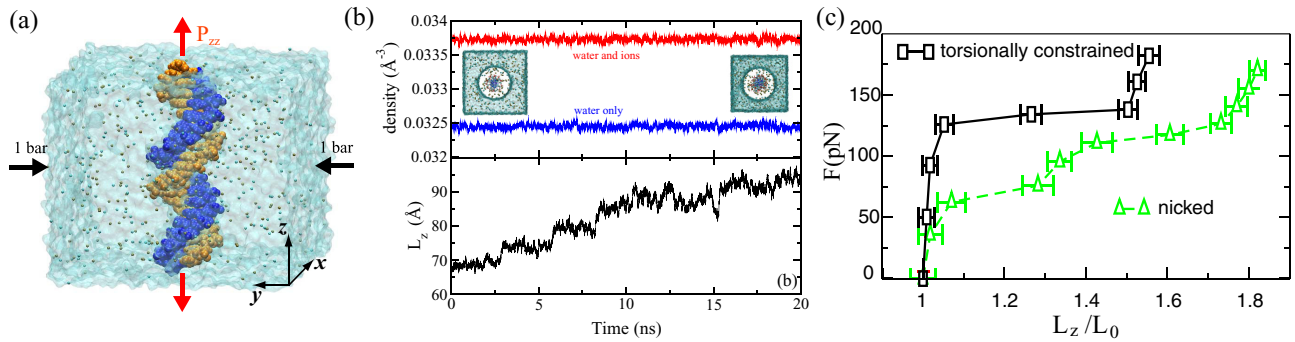 (a)
P_zz
1 bar
1 bar
z
x
y
(b)
density (Å⁻³)
0.034
0.0335
0.0325
0.032
water and ions
water only
L_z (Å)
90
80
70
60
(b)
0 5 10 15 20
Time (ns)
(c)
F(pN)
200
150
100
50
0
torsionally constrained
nicked
1 1.2 1.4 1.6 1.8
L_z/L_0